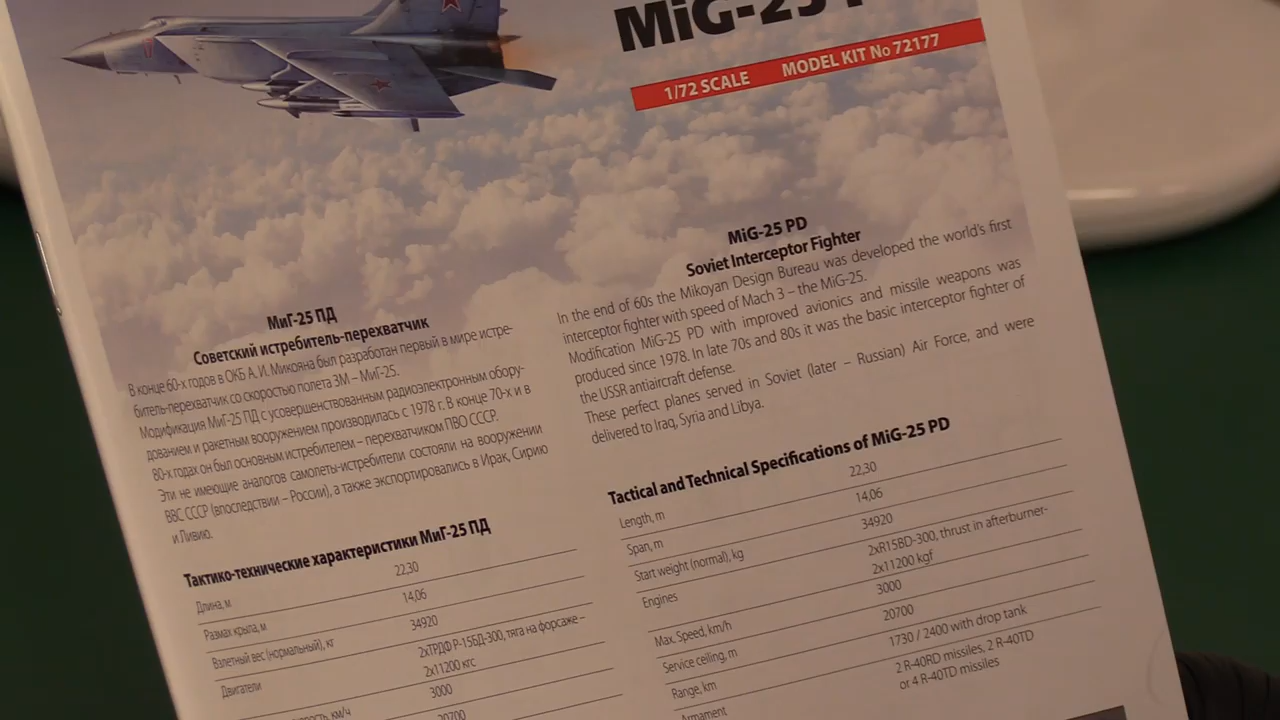 MiG-25
1/72 SCALE MODEL KIT No 72177
МиГ-25 ПД
Советский истребитель-перехватчик
В конце 60-х годов в ОКБ А. И. Микояна был разработан первый в мире истре-
битель-перехватчик со скоростью полета 3М – МиГ-25.
Модификация МиГ-25 ПД с усовершенствованным радиоэлектронным обору-
дованием и ракетным вооружением производилась с 1978 г. В конце 70-х и в
80-х годах он был основным истребителем – перехватчиком ПВО СССР.
Эти не имеющие аналогов самолеты-истребители состояли на вооружении
ВВС СССР (впоследствии – России), а также экспортировались в Ирак, Сирию
и Ливию.
Тактико-технические характеристики МиГ-25 ПД
Длина, м 22,30
Размах крыла, м 14,06
Взлетный вес (нормальный), кг 34920
Двигатели 2хТРДФ Р-15БД-300, тяга на форсаже –
2х11200 кгс
км/ч 3000
20700
MiG-25 PD
Soviet Interceptor Fighter
In the end of 60s the Mikoyan Design Bureau was developed the world's first
interceptor fighter with speed of Mach 3 – the MiG-25.
Modification MiG-25 PD with improved avionics and missile weapons was
produced since 1978. In late 70s and 80s it was the basic interceptor fighter of
the USSR antiaircraft defense.
These perfect planes served in Soviet (later – Russian) Air Force, and were
delivered to Iraq, Syria and Libya.
Tactical and Technical Specifications of MiG-25 PD
Length, m 22,30
Span, m 14,06
Start weight (normal), kg 34920
Engines 2xR15BD-300, thrust in afterburner-
2x11200 kgf
Max. Speed, km/h 3000
Service ceiling, m 20700
Range, km 1730 / 2400 with drop tank
Armament 2 R-40RD missiles, 2 R-40TD
or 4 R-40TD missiles